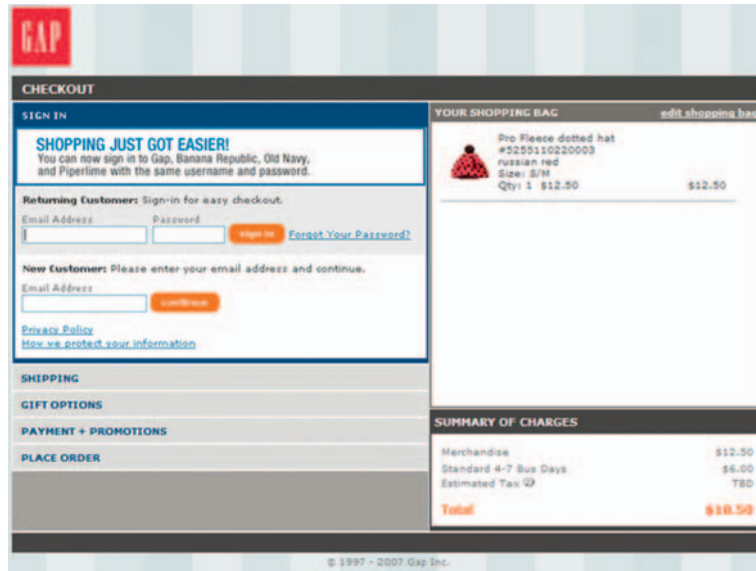 GAP
CHECKOUT
SIGN IN
SHOPPING JUST GOT EASIER!
You can now sign in to Gap, Banana Republic, Old Navy,
and Piperlime with the same username and password.
Returning Customer: Sign-in for easy checkout.
Email Address Password
sign in Forgot Your Password?
New Customer: Please enter your email address and continue.
Email Address
continue
Privacy Policy
How we protect your information
SHIPPING
GIFT OPTIONS
PAYMENT + PROMOTIONS
PLACE ORDER
YOUR SHOPPING BAG edit shopping bag
Pro Fleece dotted hat
#5255110220003
russian red
Size: S/M
Qty: 1 $12.50 $12.50
SUMMARY OF CHARGES
Merchandise $12.50
Standard 4-7 Bus Days $6.00
Estimated Tax TBD
Total $18.50
© 1997 - 2007 Gap Inc.